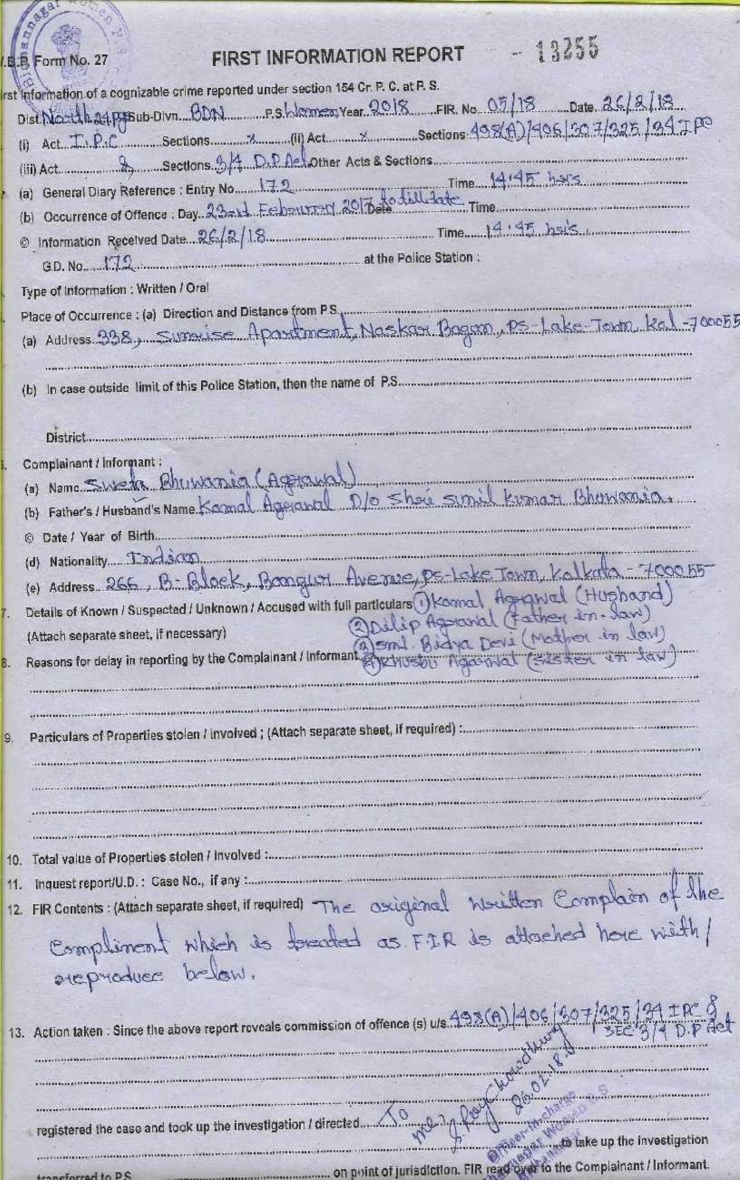 Bidhannagar Women P.S.
W.B.P. Form No. 27
FIRST INFORMATION REPORT - 13255
First Information of a cognizable crime reported under section 154 Cr. P. C. at P. S.
Dist North 24 Pgs Sub-Divn. BDN P.S. Women Year 2018 FIR. No. 05/18 Date 26/2/18
(i) Act I.P.C Sections x (ii) Act x Sections 498(A)/406/307/325/34 IPC
(iii) Act & Sections 3/4 D.P Act Other Acts & Sections
(a) General Diary Reference : Entry No. 172 Time 14:45 hrs
(b) Occurrence of Offence : Day 23rd February 2017 Date to till date Time
© Information Received Date 26/2/18 Time 14:45 hrs
G.D. No. 172 at the Police Station :
Type of Information : Written / Oral
Place of Occurrence : (a) Direction and Distance from P.S.
(a) Address 338, Sunrise Apartment, Naskar Bagan, PS-Lake-Town, Kol-700055
(b) In case outside limit of this Police Station, then the name of P.S.
District
Complainant / Informant :
(a) Name Sweta Bhuwania (Agrawal)
(b) Father's / Husband's Name Kamal Agrawal D/o Shri Sunil Kumar Bhuwania.
© Date / Year of Birth
(d) Nationality Indian
(e) Address 266, B-Block, Bangur Avenue, PS-Lake Town, Kolkata - 700055
7. Details of Known / Suspected / Unknown / Accused with full particulars ① Kamal Agrawal (Husband)
② Dilip Agrawal (Father in-law)
(Attach separate sheet, if necessary) ③ Smt. Bidya Devi (Mother in law)
8. Reasons for delay in reporting by the Complainant / Informant ④ Khusbu Agarwal (sister in law)
9. Particulars of Properties stolen / involved ; (Attach separate sheet, if required) :
10. Total value of Properties stolen / involved :
11. Inquest report/U.D. : Case No., if any :
12. FIR Contents : (Attach separate sheet, if required) The original written Complain of the
Compliment which is treated as F.I.R is attached here with/
reproduce below.
13. Action taken : Since the above report reveals commission of offence (s) u/s 498(A)/406/307/325/34 IPC &
SEC 3/4 D.P Act
registered the case and took up the investigation / directed To me
S. Roy Chowdhury
26.02.18
Officer-in-charge
Bidhannagar Women P.S
Bidhannagar
to take up the investigation
transferred to P.S. on point of jurisdiction. FIR read over to the Complainant / Informant.